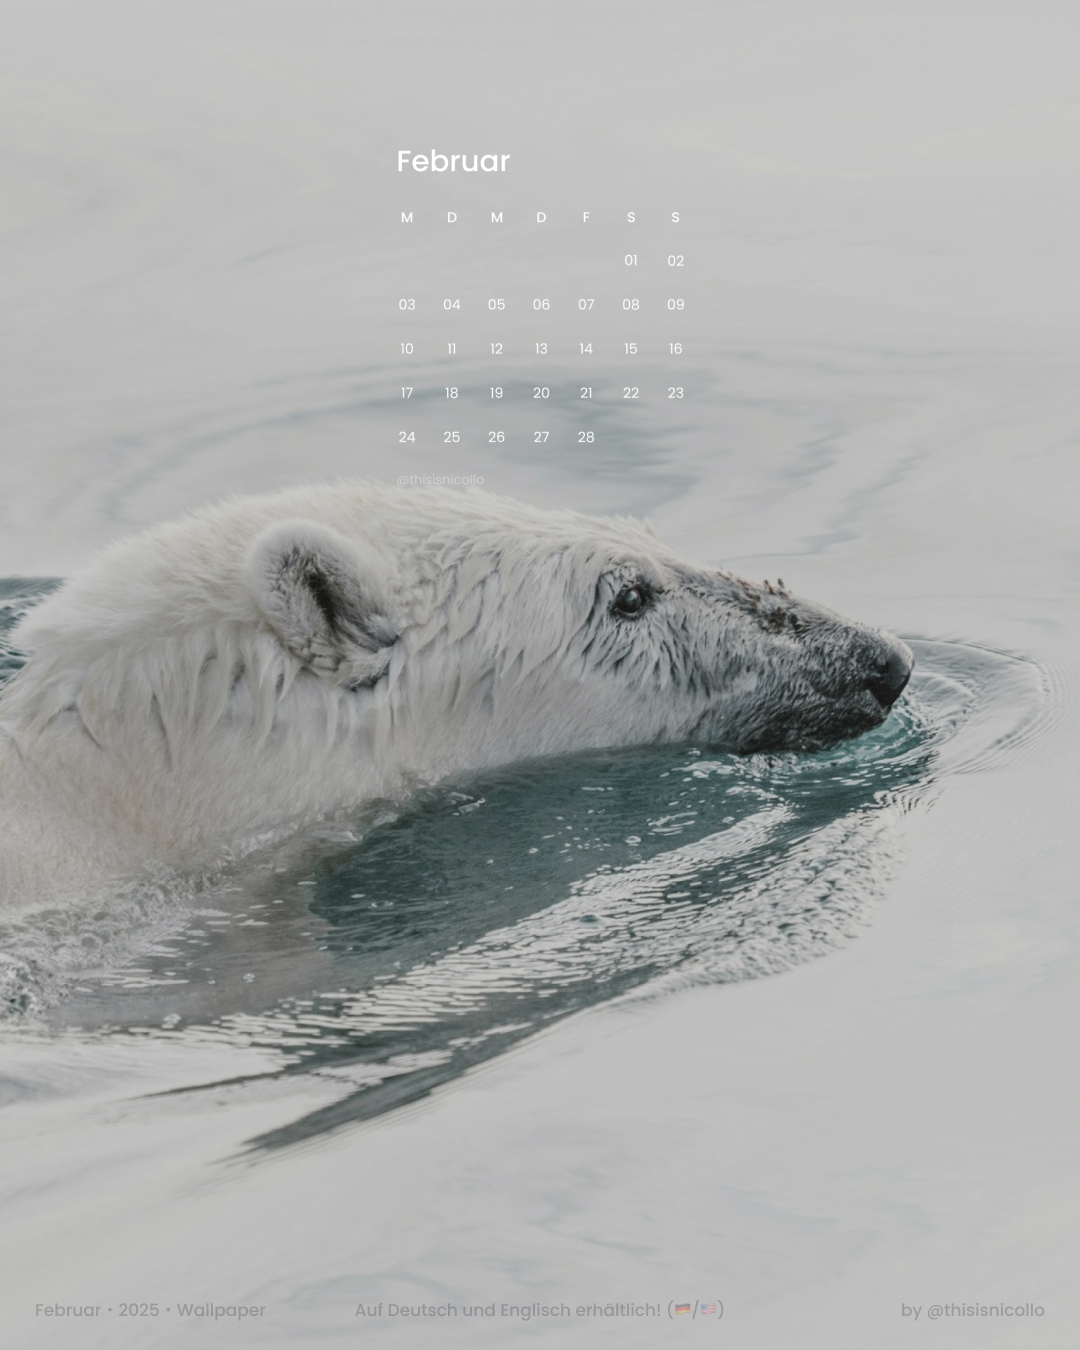 Februar
M D M D F S S
01 02
03 04 05 06 07 08 09
10 11 12 13 14 15 16
17 18 19 20 21 22 23
24 25 26 27 28
@thisisnicollo
Februar • 2025 • Wallpaper
Auf Deutsch und Englisch erhältlich! (🇩🇪/🇺🇸)
by @thisisnicollo